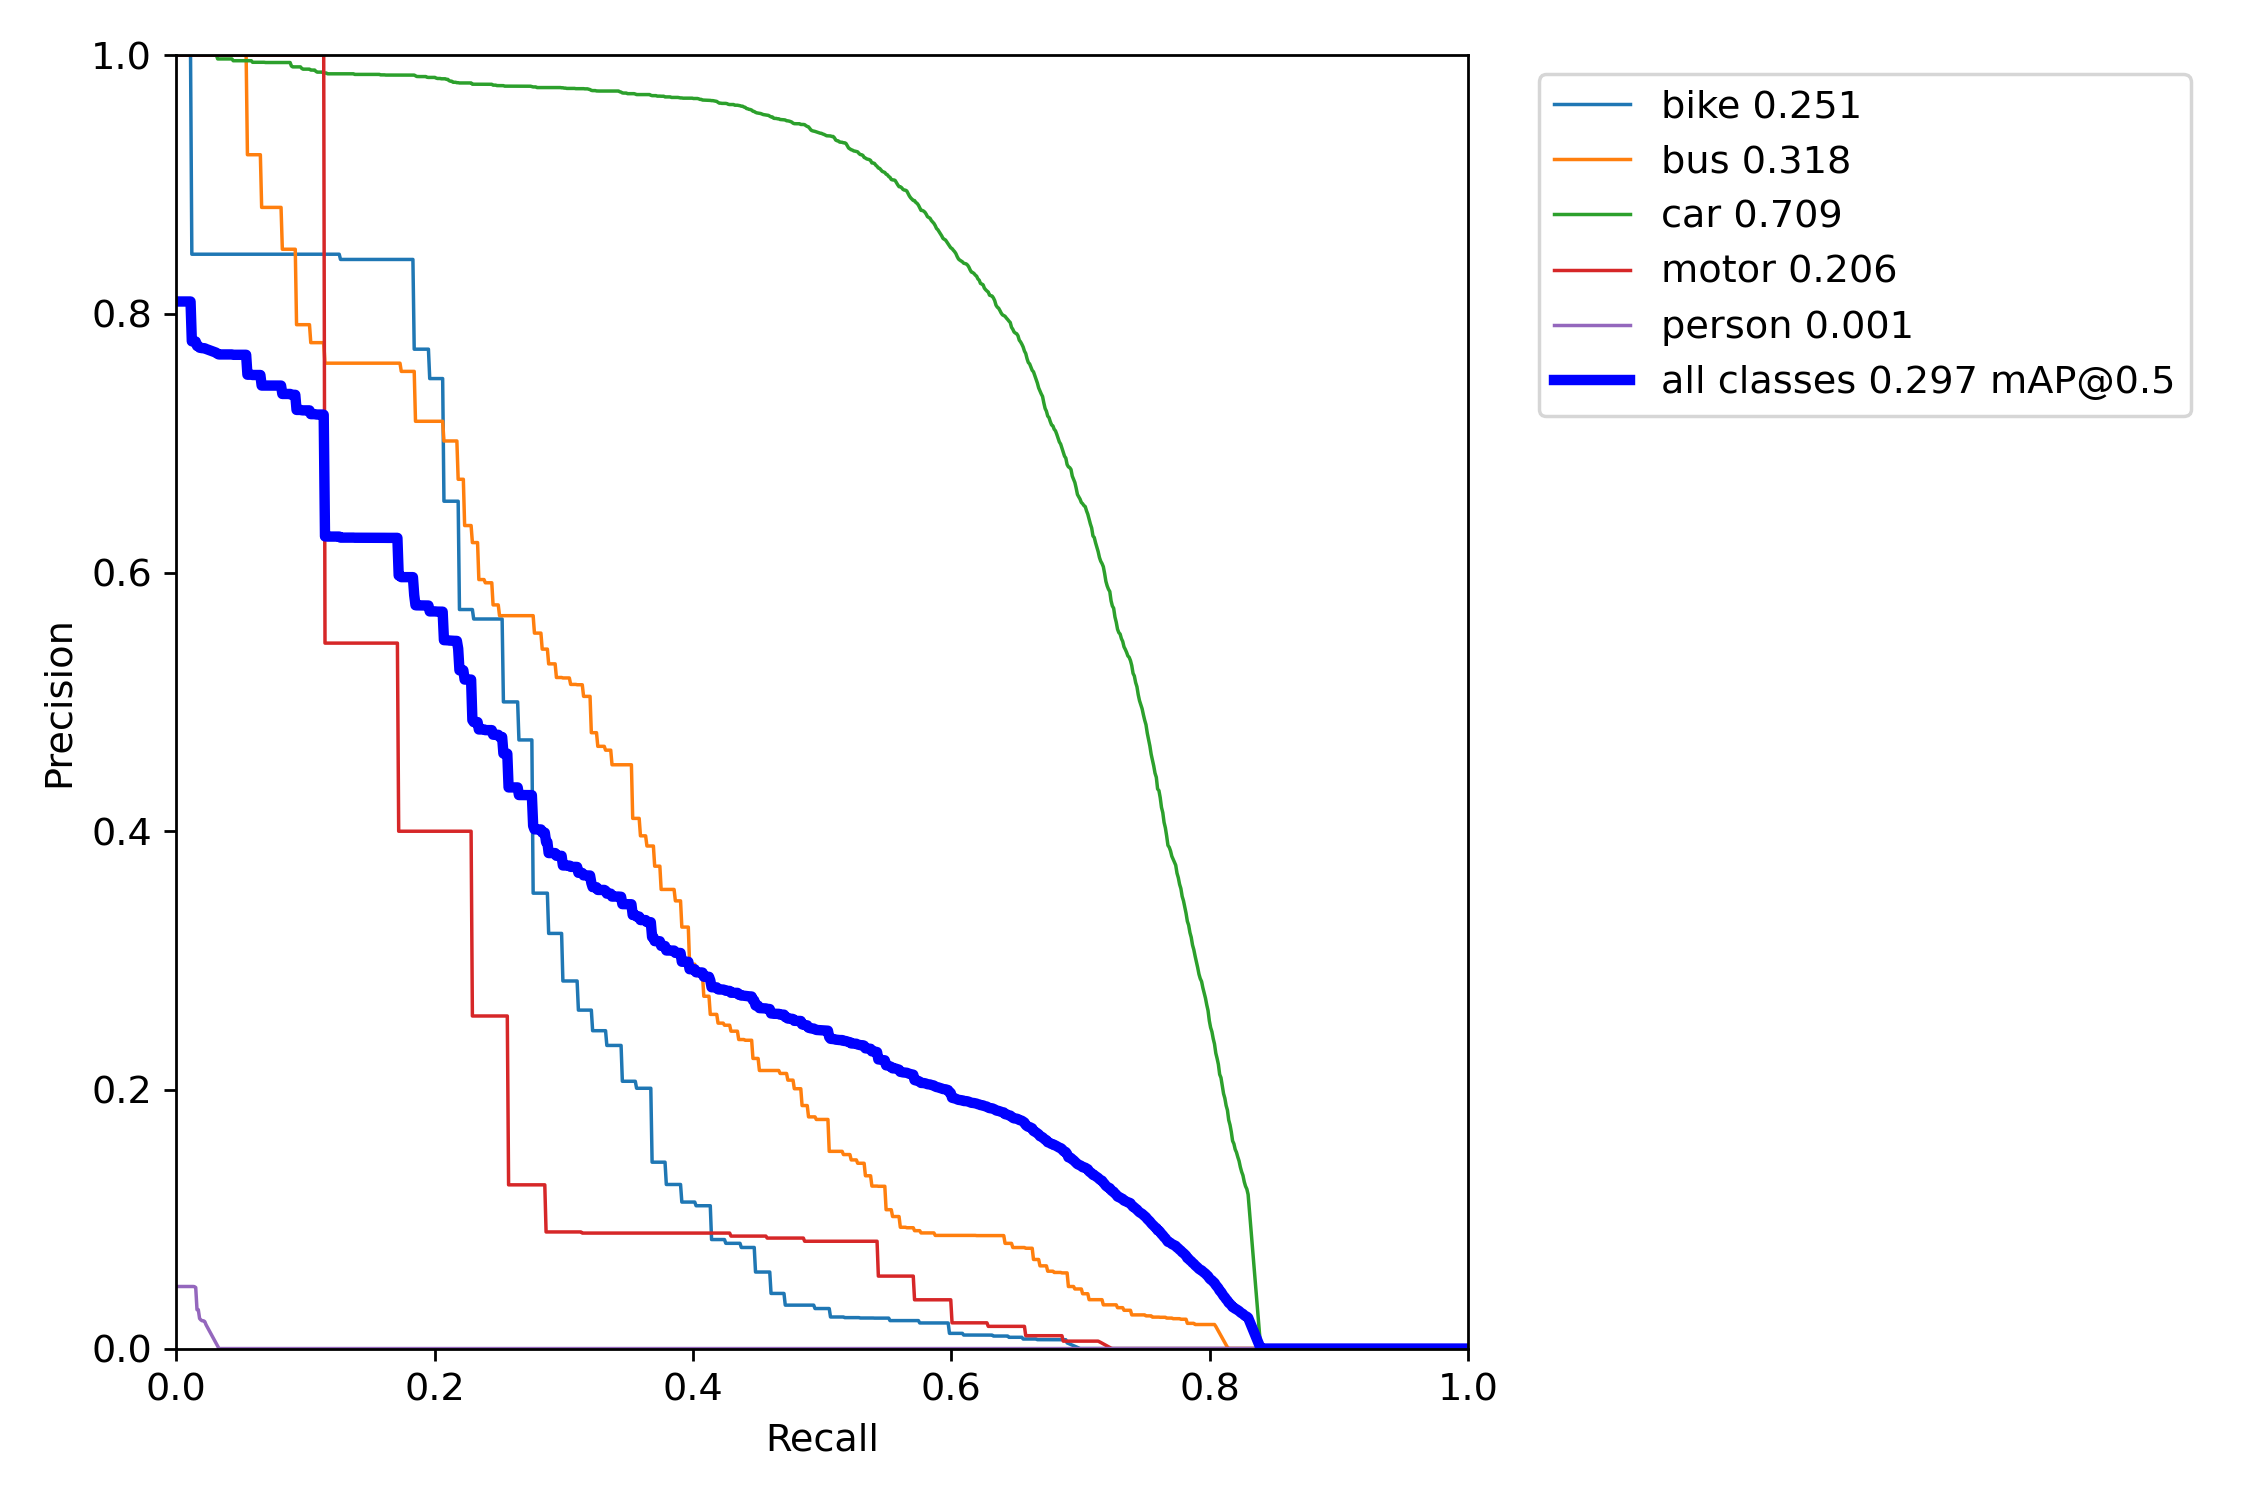 1.0
0.8
0.6
0.4
0.2
0.0
Precision
0.0 0.2 0.4 0.6 0.8 1.0
Recall
bike 0.251
bus 0.318
car 0.709
motor 0.206
person 0.001
all classes 0.297 mAP@0.5